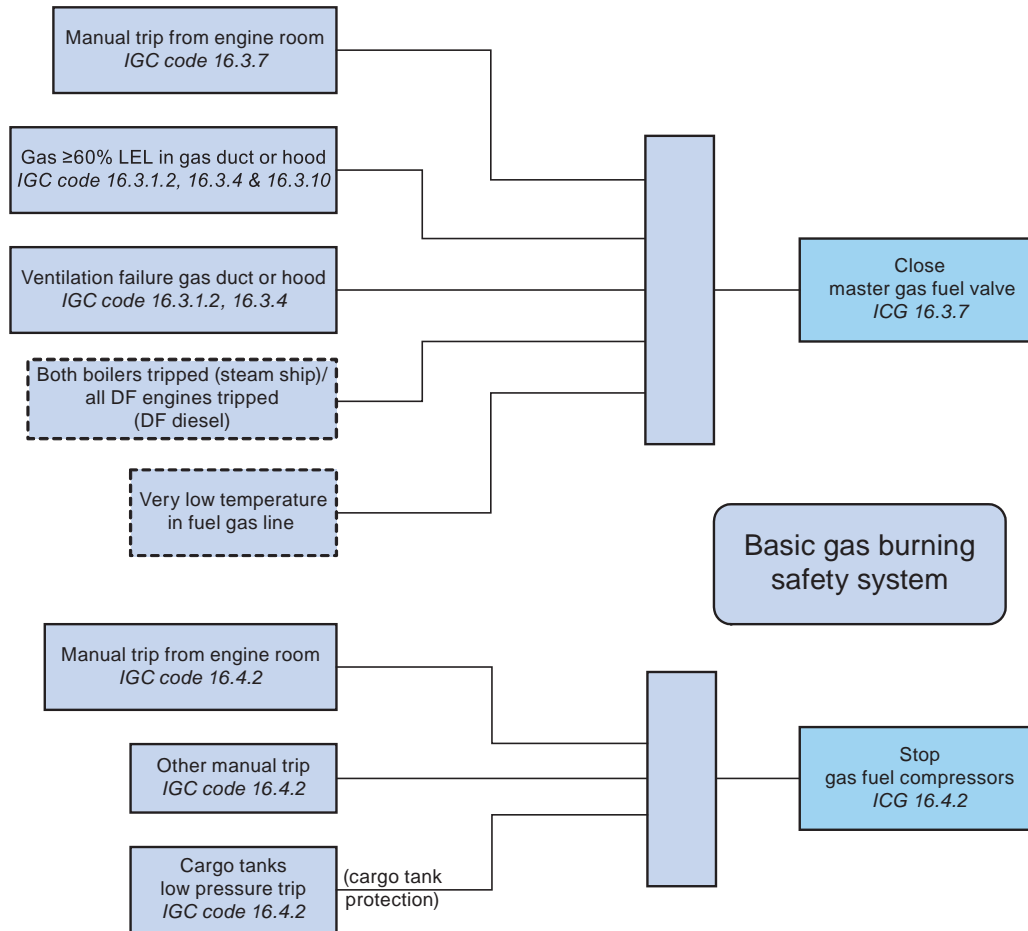 Manual trip from engine room
IGC code 16.3.7
Gas ≥60% LEL in gas duct or hood
IGC code 16.3.1.2, 16.3.4 & 16.3.10
Ventilation failure gas duct or hood
IGC code 16.3.1.2, 16.3.4
Close
master gas fuel valve
ICG 16.3.7
Both boilers tripped (steam ship)/
all DF engines tripped
(DF diesel)
Very low temperature
in fuel gas line
Basic gas burning
safety system
Manual trip from engine room
IGC code 16.4.2
Other manual trip
IGC code 16.4.2
Stop
gas fuel compressors
ICG 16.4.2
Cargo tanks
low pressure trip
IGC code 16.4.2
(cargo tank
protection)